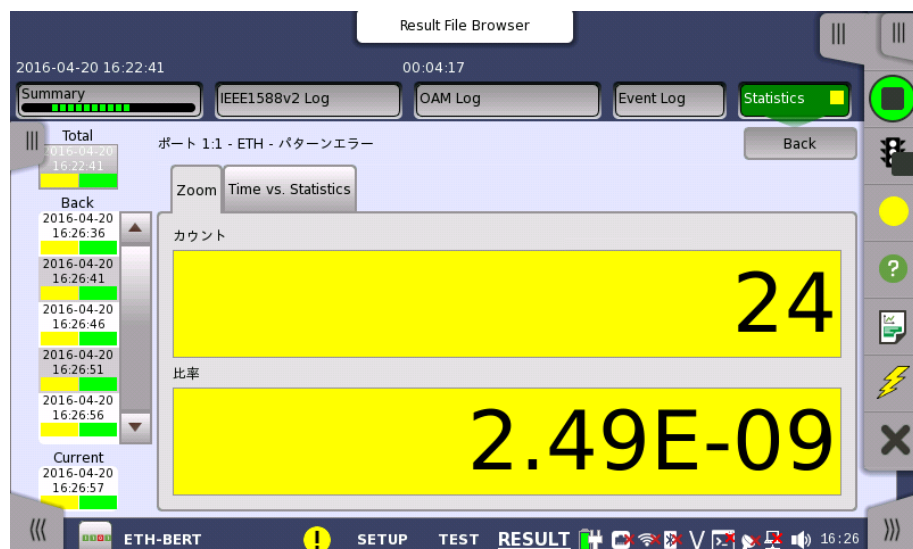 Result File Browser
2016-04-20 16:22:41 00:04:17
Summary IEEE1588v2 Log OAM Log Event Log Statistics
Total
2016-04-20
16:22:41
ポート 1:1 - ETH - パターンエラー
Back
Zoom Time vs. Statistics
Back
2016-04-20
16:26:36
2016-04-20
16:26:41
2016-04-20
16:26:46
2016-04-20
16:26:51
2016-04-20
16:26:56
Current
2016-04-20
16:26:57
カウント
24
比率
2.49E-09
ETH-BERT SETUP TEST RESULT 16:26